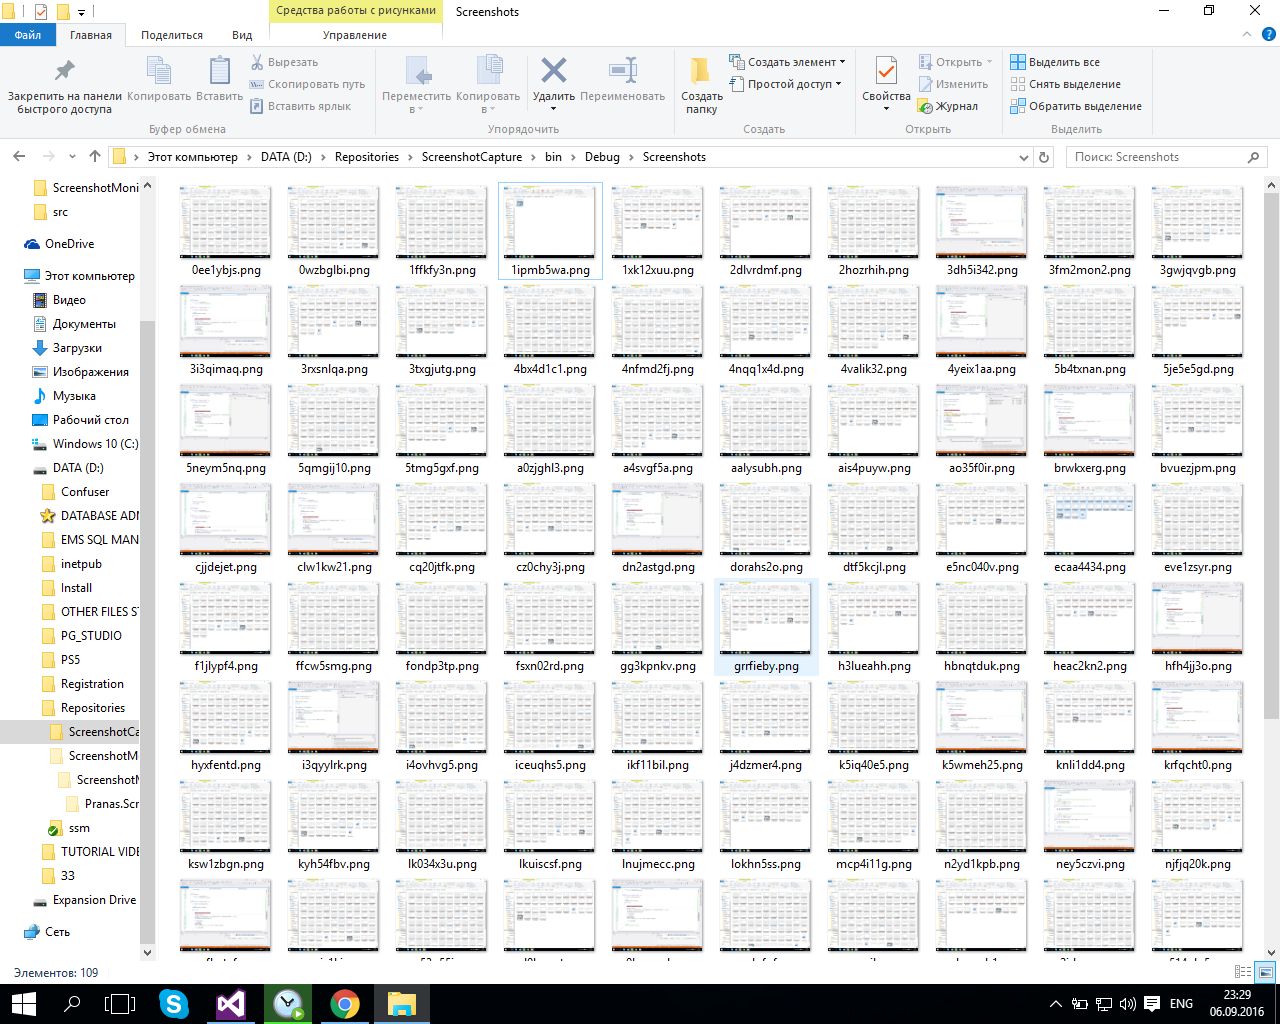 Средства работы с рисунками
Screenshots
Файл
Главная
Поделиться
Вид
Управление
Закрепить на панели быстрого доступа
Копировать
Вставить
Вырезать
Скопировать путь
Вставить ярлык
Буфер обмена
Переместить в
Копировать в
Удалить
Переименовать
Упорядочить
Создать папку
Создать элемент
Простой доступ
Создать
Свойства
Открыть
Изменить
Журнал
Открыть
Выделить все
Снять выделение
Обратить выделение
Выделить
Этот компьютер
DATA (D:)
Repositories
ScreenshotCapture
bin
Debug
Screenshots
Поиск: Screenshots
ScreenshotMoni
src
OneDrive
Этот компьютер
Видео
Документы
Загрузки
Изображения
Музыка
Рабочий стол
Windows 10 (C:)
DATA (D:)
Confuser
DATABASE ADM
EMS SQL MAN
inetpub
Install
OTHER FILES ST
PG_STUDIO
PS5
Registration
Repositories
ScreenshotCa
ScreenshotM
Screenshot
Pranas.Scr
ssm
TUTORIAL VIDE
33
Expansion Drive
Сеть
0ee1ybjs.png 0wzbglbi.png 1ffkfy3n.png 1ipmb5wa.png 1xk12xuu.png 2dlvrdmf.png 2hozrhih.png 3dh5i342.png 3fm2mon2.png 3gwjqvgb.png
3i3qimaq.png 3rxsnlqa.png 3txgjutg.png 4bx4d1c1.png 4nfmd2fj.png 4nqq1x4d.png 4valik32.png 4yeix1aa.png 5b4txnan.png 5je5e5gd.png
5neym5nq.png 5qmgij10.png 5tmg5gxf.png a0zjghl3.png a4svgf5a.png aalysubh.png ais4puyw.png ao35f0ir.png brwkxerg.png bvuezjpm.png
cjjdejet.png clw1kw21.png cq20jtfk.png cz0chy3j.png dn2astgd.png dorahs2o.png dtf5kcjl.png e5nc040v.png ecaa4434.png eve1zsyr.png
f1jlypf4.png ffcw5smg.png fondp3tp.png fsxn02rd.png gg3kpnkv.png grrfieby.png h3lueahh.png hbnqtduk.png heac2kn2.png hfh4jj3o.png
hyxfentd.png i3qyylrk.png i4ovhvg5.png iceuqhs5.png ikf11bil.png j4dzmer4.png k5iq40e5.png k5wmeh25.png knli1dd4.png krfqcht0.png
ksw1zbgn.png kyh54fbv.png lk034x3u.png lkuiscsf.png lnujmecc.png lokhn5ss.png mcp4i11g.png n2yd1kpb.png ney5czvi.png njfjq20k.png
Элементов: 109
ENG
23:29
06.09.2016